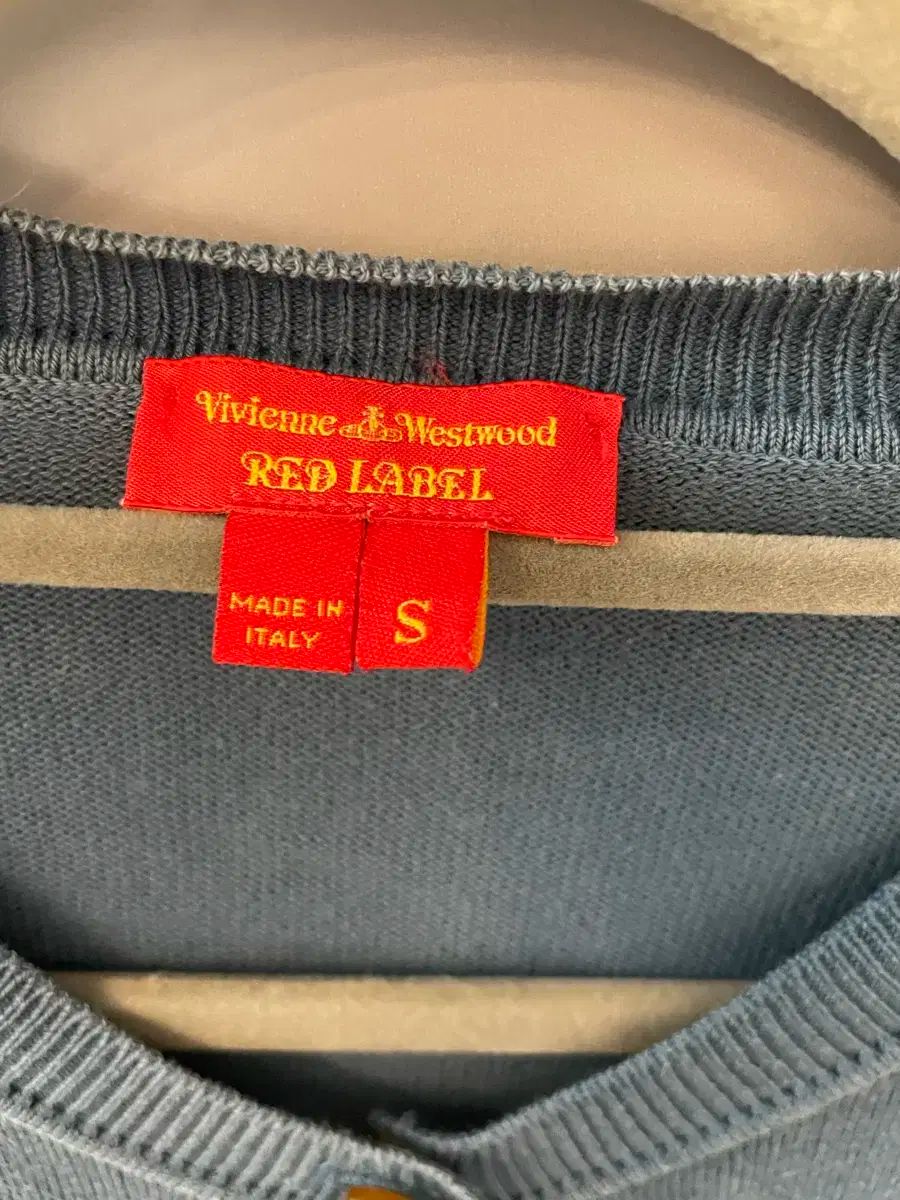 Vivienne Westwood
RED LABEL
MADE IN
ITALY
S